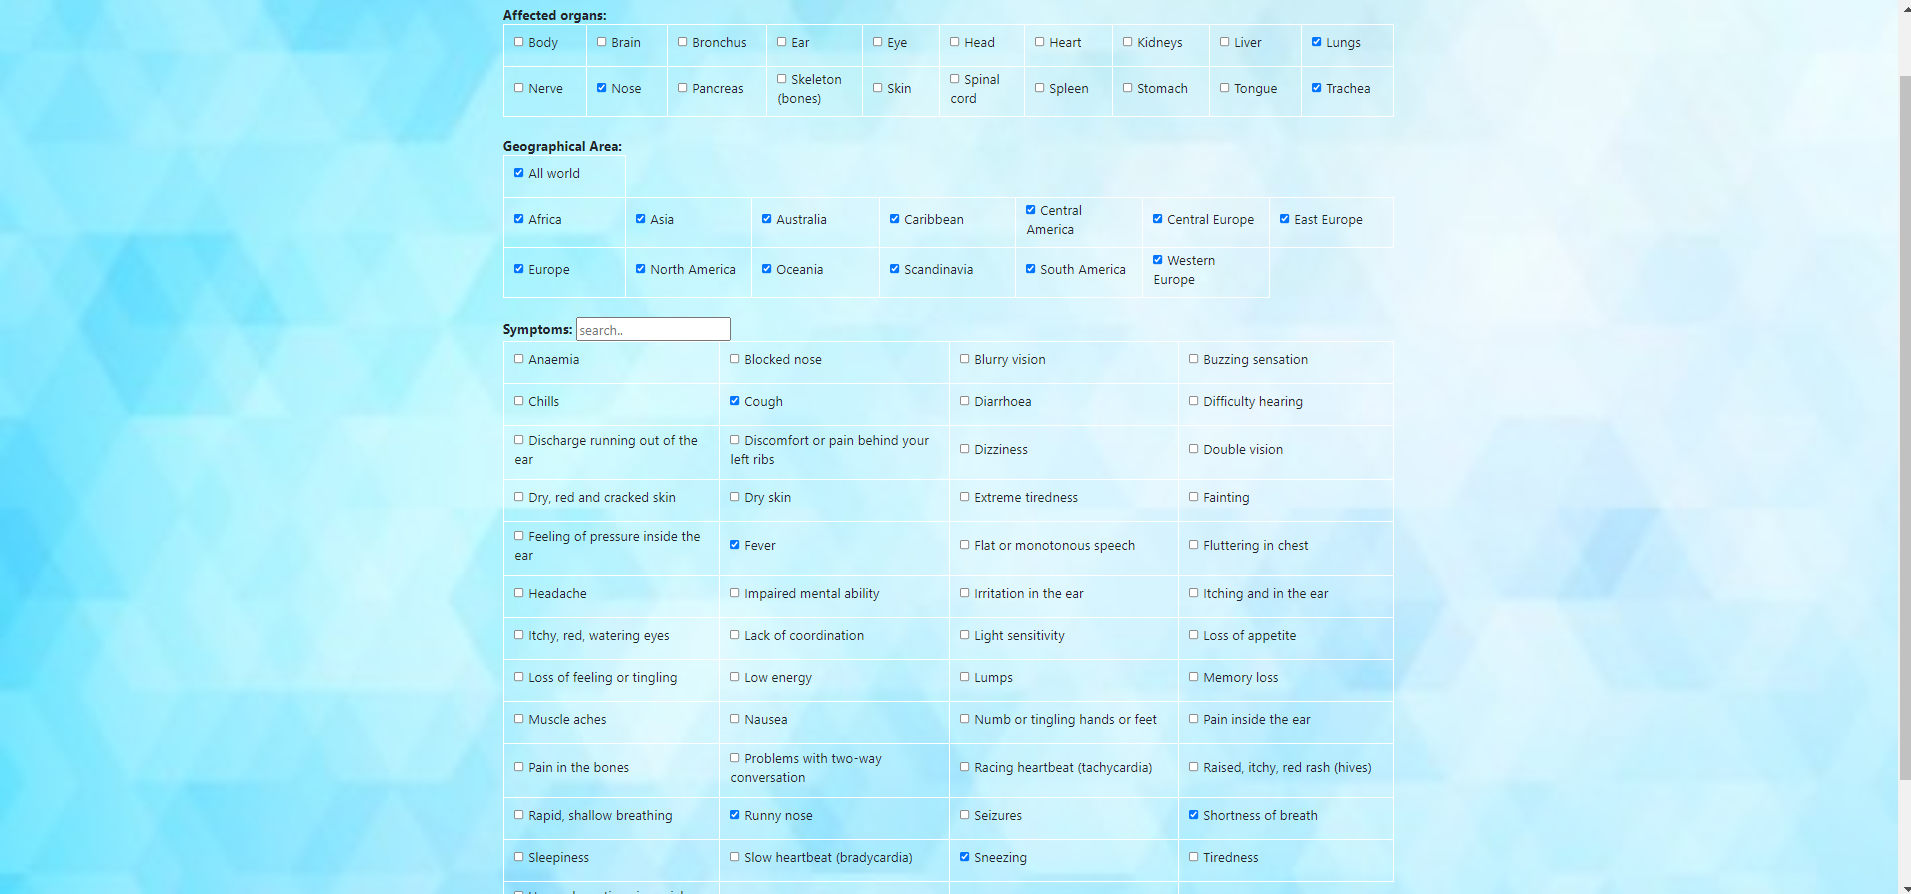 Affected organs:
Body Brain Bronchus Ear Eye Head Heart Kidneys Liver Lungs
Nerve Nose Pancreas Skeleton (bones) Skin Spinal cord Spleen Stomach Tongue Trachea
Geographical Area:
All world
Africa Asia Australia Caribbean Central America Central Europe East Europe
Europe North America Oceania Scandinavia South America Western Europe
Symptoms: search..
Anaemia Blocked nose Blurry vision Buzzing sensation
Chills Cough Diarrhoea Difficulty hearing
Discharge running out of the ear Discomfort or pain behind your left ribs Dizziness Double vision
Dry, red and cracked skin Dry skin Extreme tiredness Fainting
Feeling of pressure inside the ear Fever Flat or monotonous speech Fluttering in chest
Headache Impaired mental ability Irritation in the ear Itching and in the ear
Itchy, red, watering eyes Lack of coordination Light sensitivity Loss of appetite
Loss of feeling or tingling Low energy Lumps Memory loss
Muscle aches Nausea Numb or tingling hands or feet Pain inside the ear
Pain in the bones Problems with two-way conversation Racing heartbeat (tachycardia) Raised, itchy, red rash (hives)
Rapid, shallow breathing Runny nose Seizures Shortness of breath
Sleepiness Slow heartbeat (bradycardia) Sneezing Tiredness